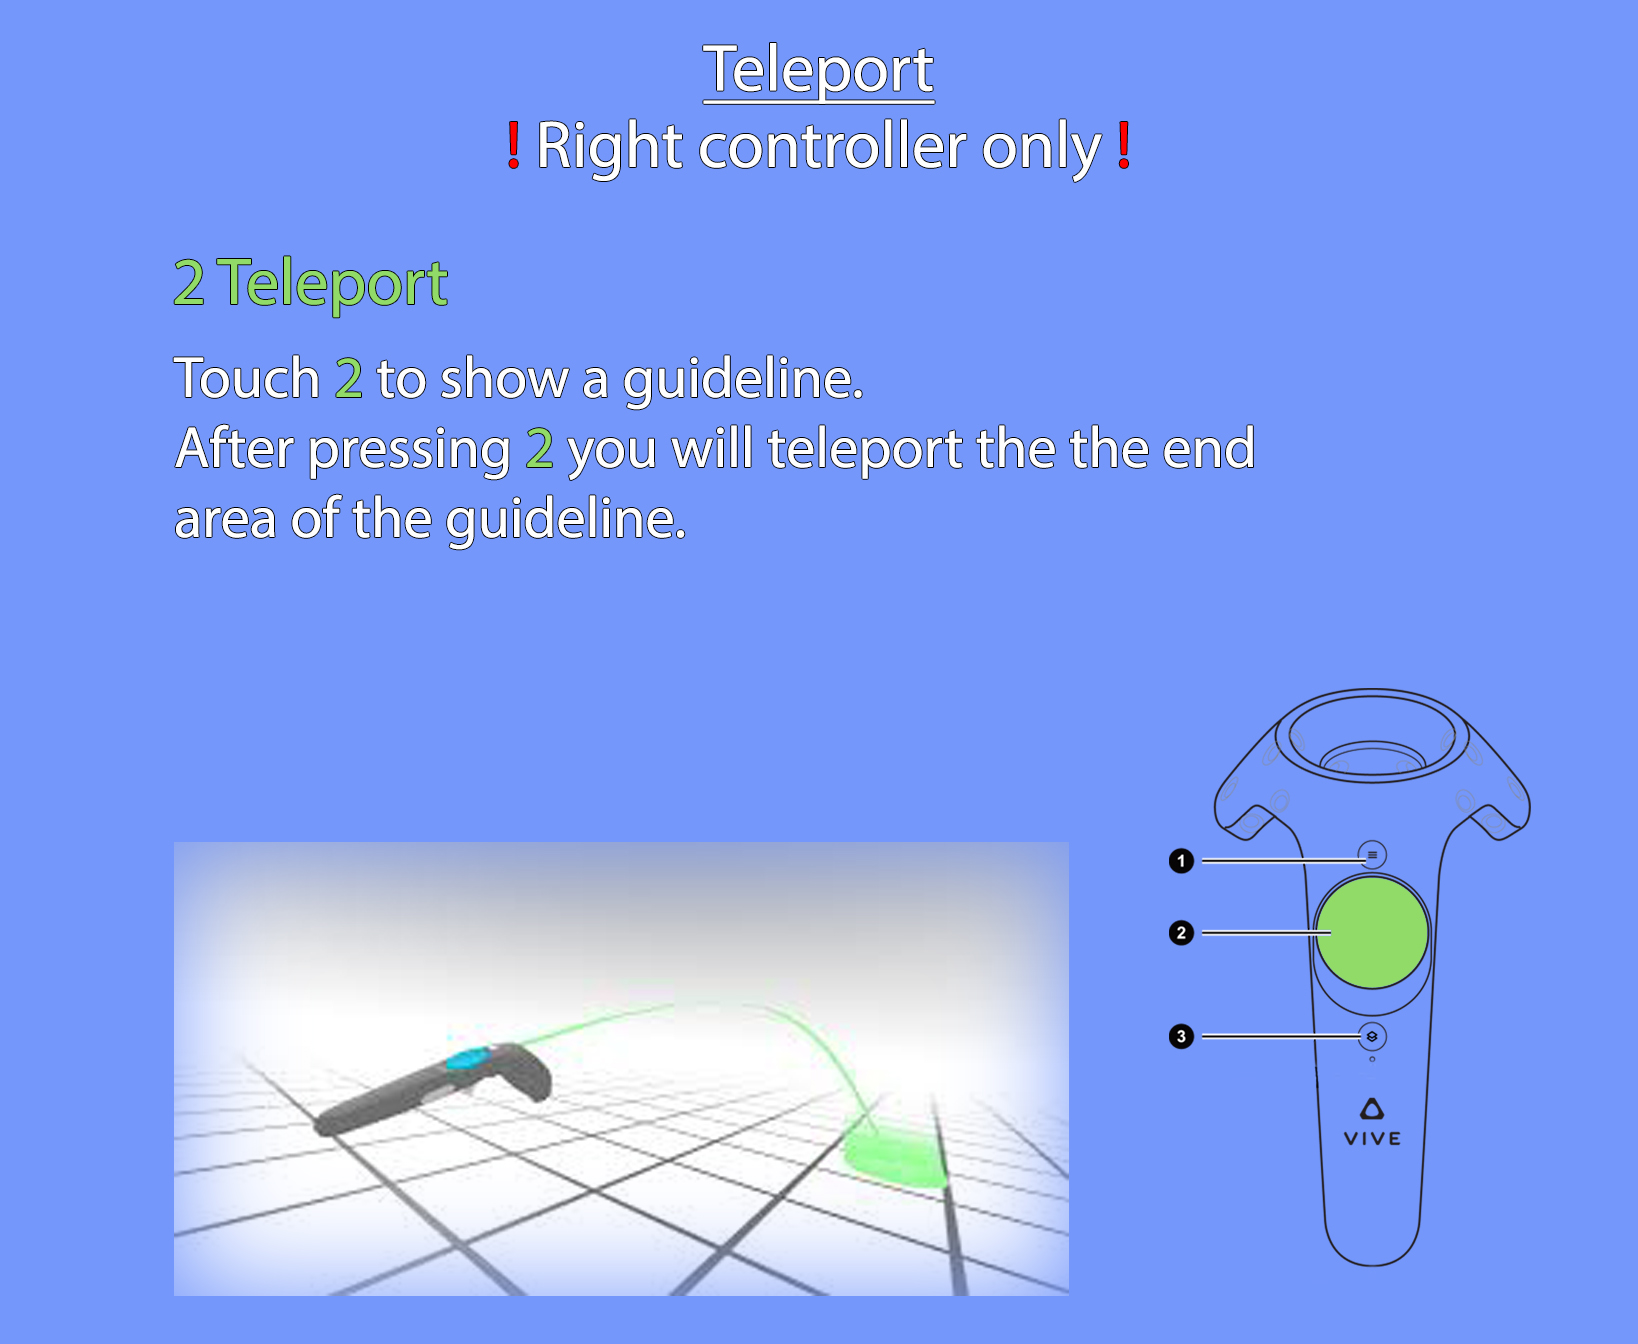 Teleport
! Right controller only !
2 Teleport
Touch 2 to show a guideline.
After pressing 2 you will teleport the the end
area of the guideline.
1
2
3
VIVE